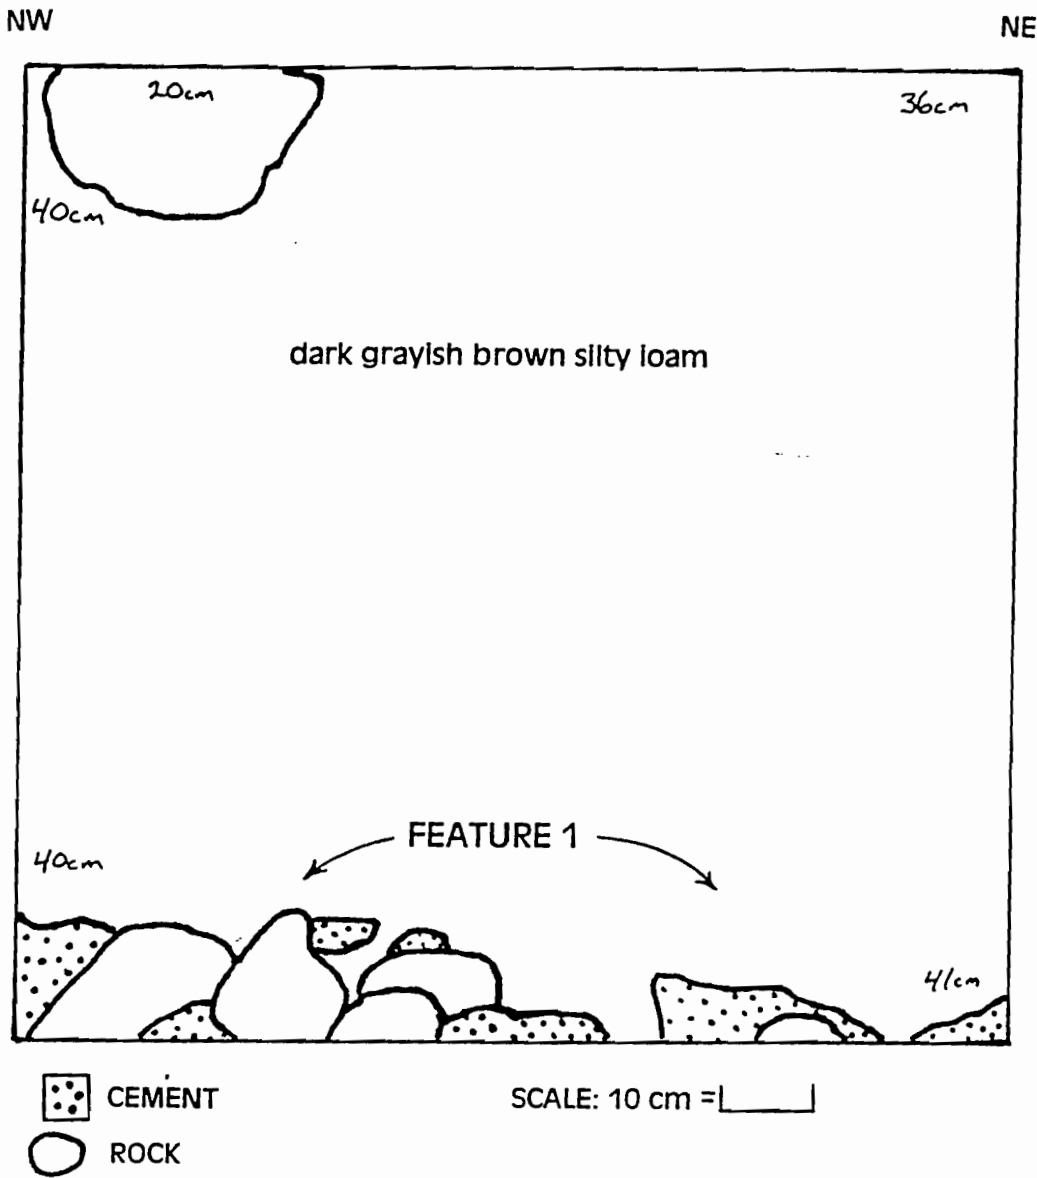 NW
NE
20cm
36cm
40cm
dark grayish brown silty loam
FEATURE 1
40cm
41cm
CEMENT
SCALE: 10 cm =
ROCK